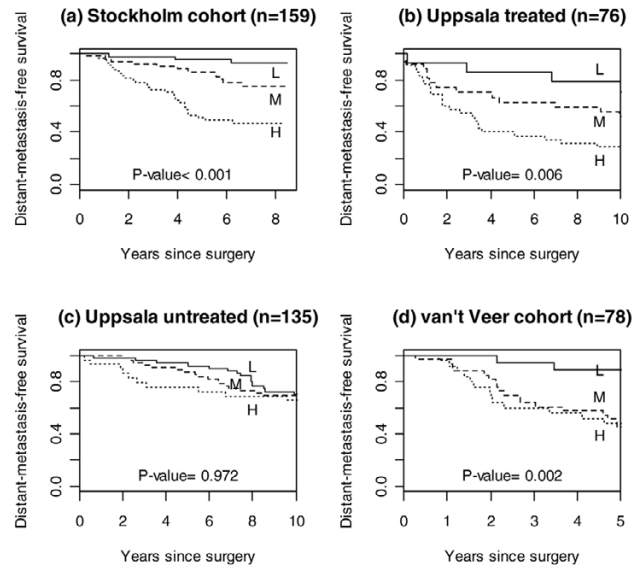 (a) Stockholm cohort (n=159)
Distant-metastasis-free survival
0.8
0.4
0.0
L
M
H
P-value< 0.001
0 2 4 6 8
Years since surgery
(b) Uppsala treated (n=76)
Distant-metastasis-free survival
0.8
0.4
0.0
L
M
H
P-value= 0.006
0 2 4 6 8 10
Years since surgery
(c) Uppsala untreated (n=135)
Distant-metastasis-free survival
0.8
0.4
0.0
L
M
H
P-value= 0.972
0 2 4 6 8 10
Years since surgery
(d) van't Veer cohort (n=78)
Distant-metastasis-free survival
0.8
0.4
0.0
L
M
H
P-value= 0.002
0 1 2 3 4 5
Years since surgery